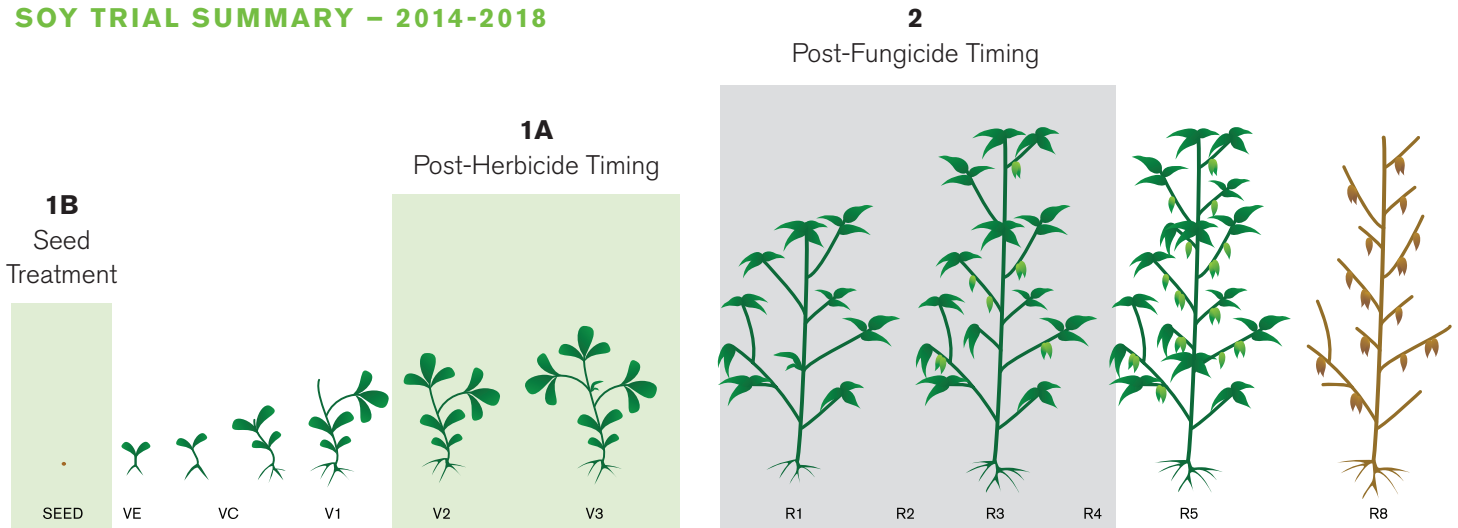 SOY TRIAL SUMMARY – 2014-2018
2
Post-Fungicide Timing
1A
Post-Herbicide Timing
1B
Seed
Treatment
SEED VE VC V1 V2 V3 R1 R2 R3 R4 R5 R8